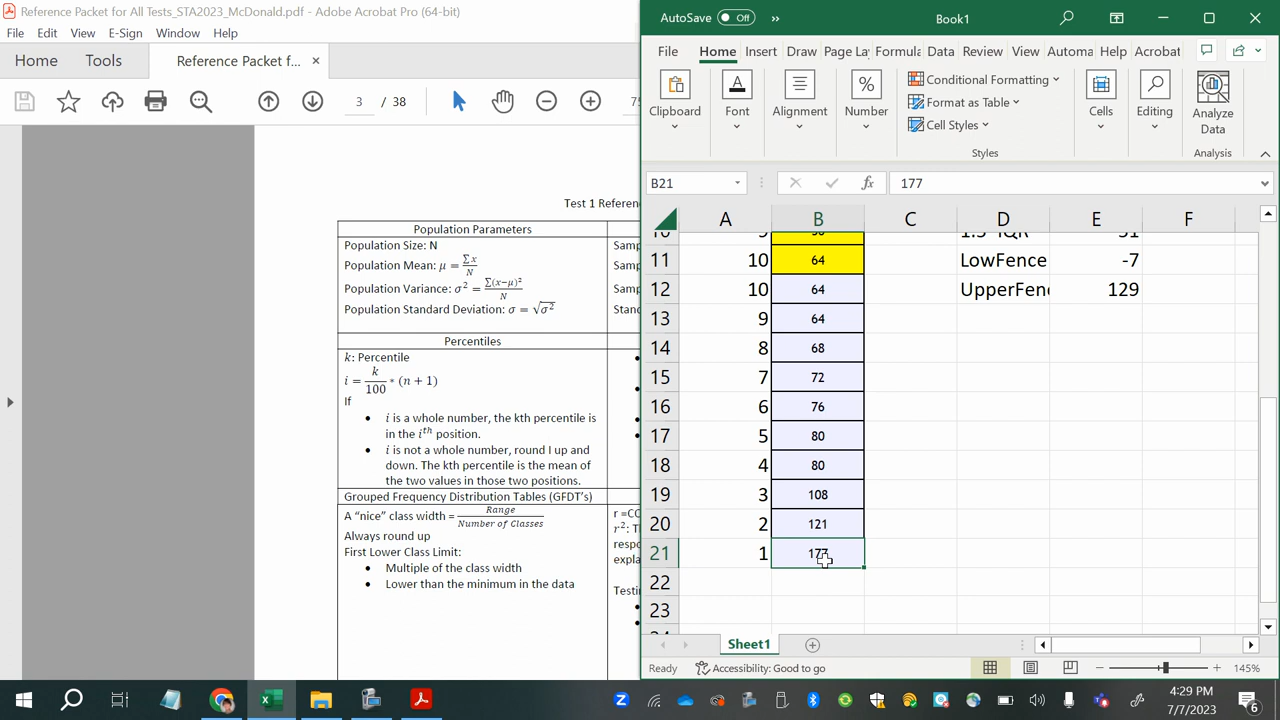 Reference Packet for All Tests_STA2023_McDonald.pdf - Adobe Acrobat Pro (64-bit)
File Edit View E-Sign Window Help
Home Tools Reference Packet for All Tests_STA2023_McDonald.pdf f... ×
3 / 38
Test 1 Referen
Population Parameters
Population Size: N
Population Mean: μ = ∑x/N
Population Variance: σ² = ∑(x−μ)²/N
Population Standard Deviation: σ = √σ²
Samp
Samp
Samp
Stand
Percentiles
k: Percentile
i = k/100 * (n + 1)
If
• i is a whole number, the kth percentile is
in the i^th position.
• i is not a whole number, round I up and
down. The kth percentile is the mean of
the two values in those two positions.
Grouped Frequency Distribution Tables (GFDT's)
A "nice" class width = Range/Number of Classes
Always round up
First Lower Class Limit:
• Multiple of the class width
• Lower than the minimum in the data
r =CO
r²: T
respo
expla
Testi
AutoSave Off » Book1
File Home Insert Draw Page Lay Formula Data Review View Automa Help Acrobat
Clipboard
Font
Alignment
Number
Conditional Formatting
Format as Table
Cell Styles
Styles
Cells
Editing
Analyze
Data
Analysis
B21 fx 177
A B C D E F
11 10 64 LowFence -7
12 10 64 UpperFen 129
13 9 64
14 8 68
15 7 72
16 6 76
17 5 80
18 4 80
19 3 108
20 2 121
21 1 177
22
23
Sheet1
Ready Accessibility: Good to go 145%
4:29 PM
7/7/2023
6